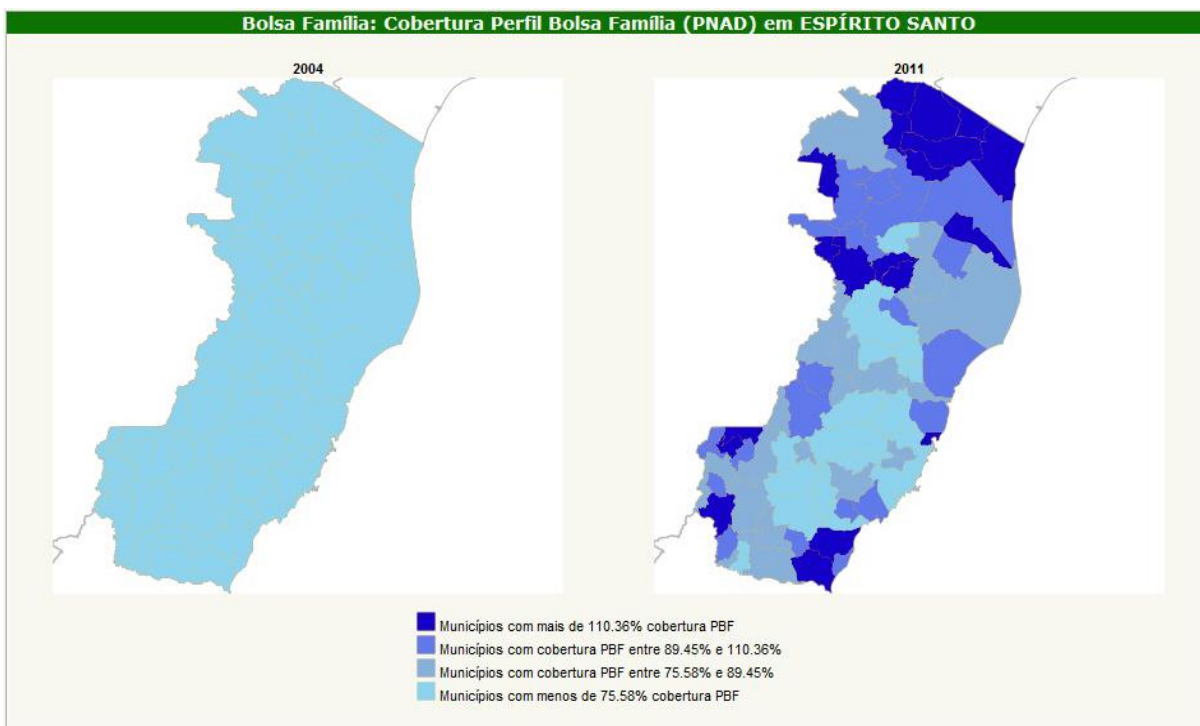 Bolsa Família: Cobertura Perfil Bolsa Família (PNAD) em ESPÍRITO SANTO
2004
2011
Municípios com mais de 110.36% cobertura PBF
Municípios com cobertura PBF entre 89.45% e 110.36%
Municípios com cobertura PBF entre 75.58% e 89.45%
Municípios com menos de 75.58% cobertura PBF